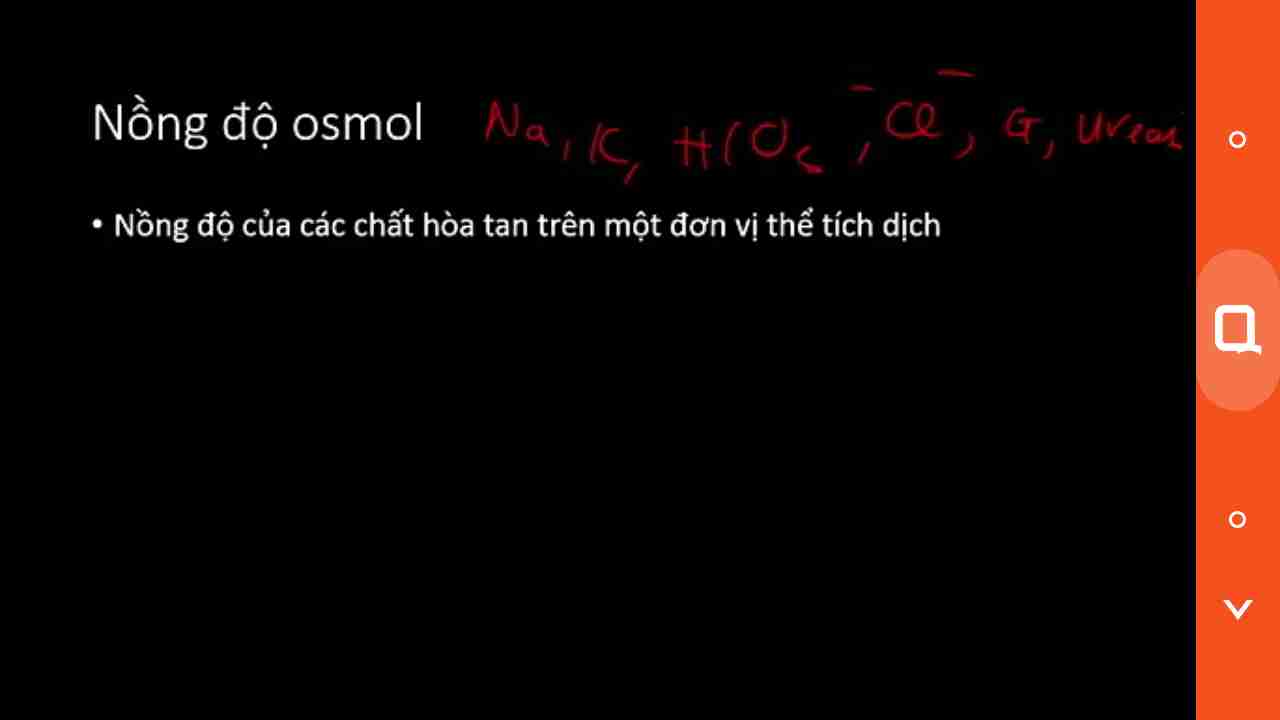 Nồng độ osmol Na, K, HCO₃⁻, Cl⁻, G, Urea
• Nồng độ của các chất hòa tan trên một đơn vị thể tích dịch